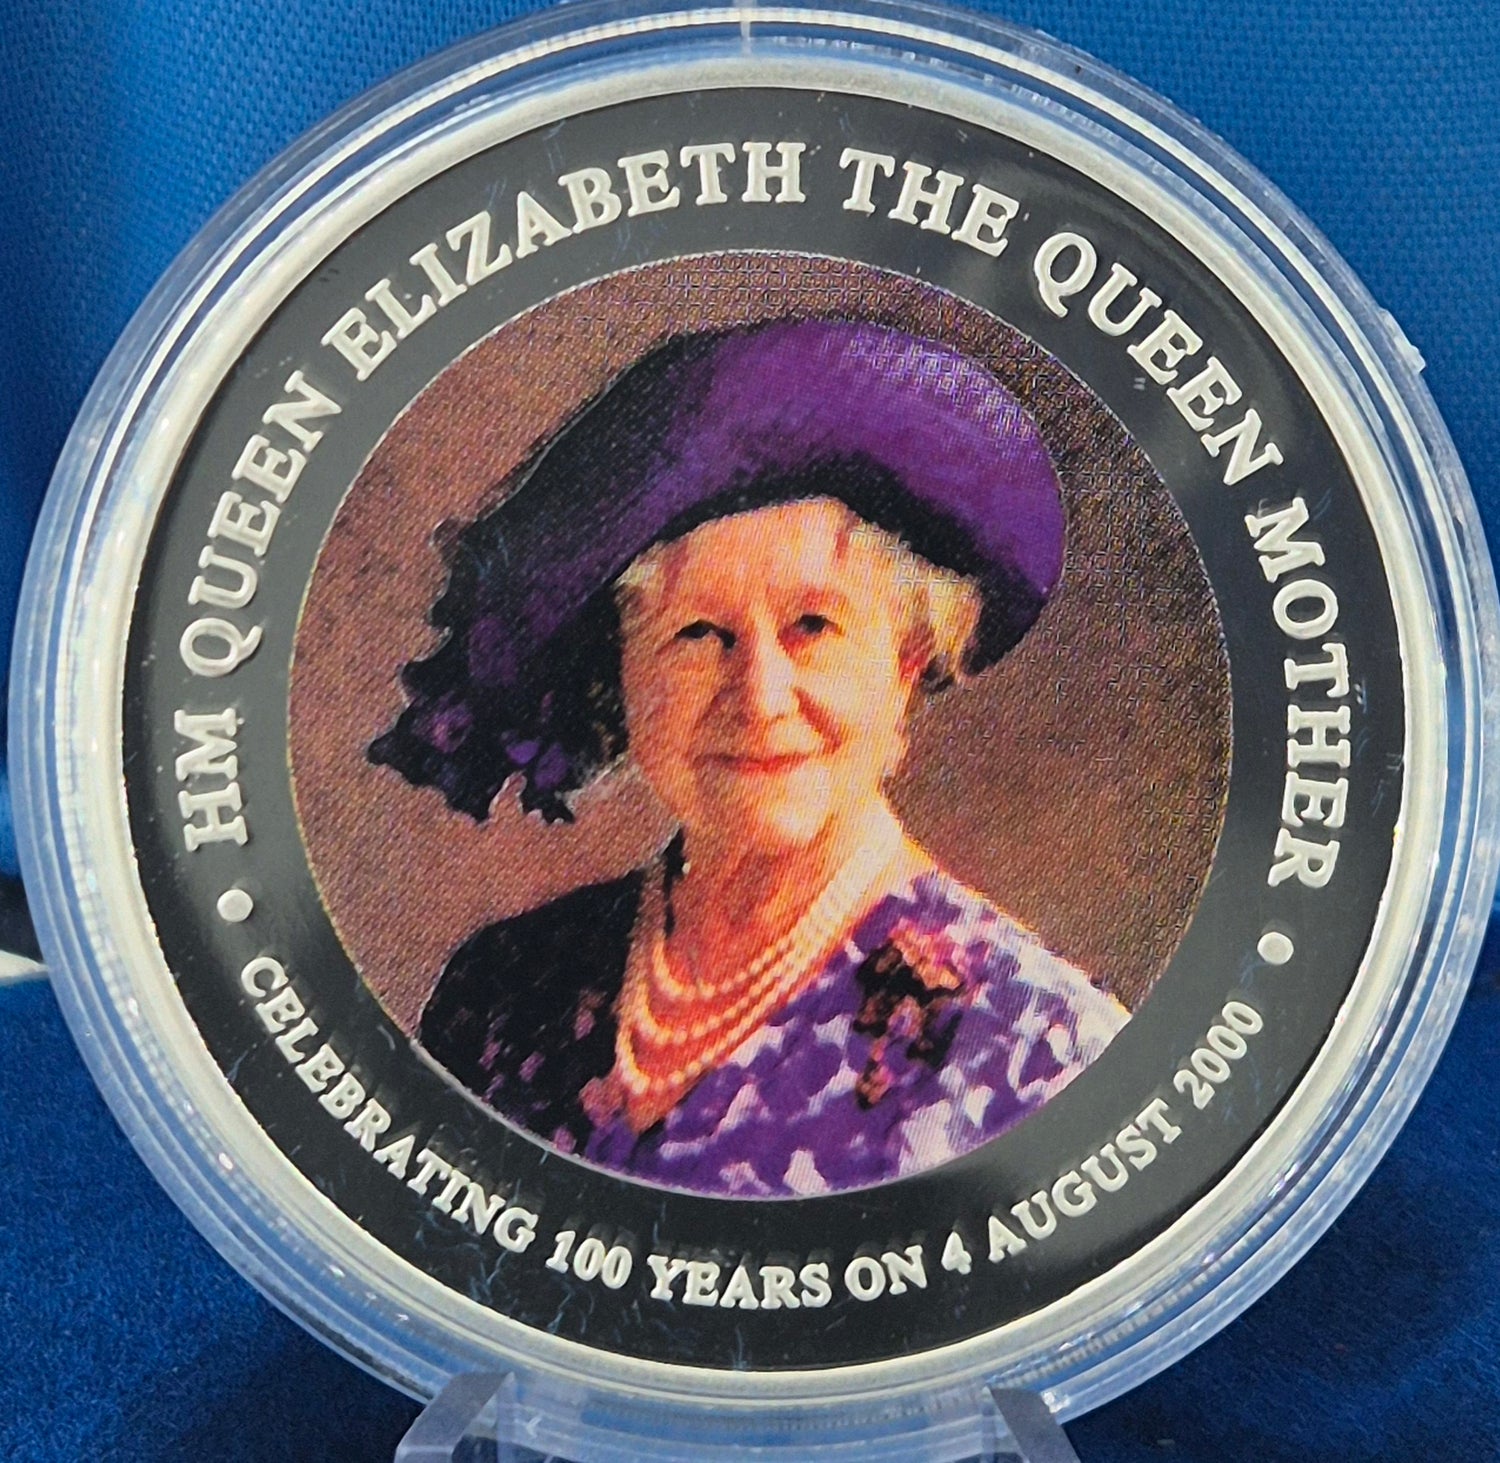 HM QUEEN ELIZABETH THE QUEEN MOTHER
• CELEBRATING 100 YEARS ON 4 AUGUST 2000 •